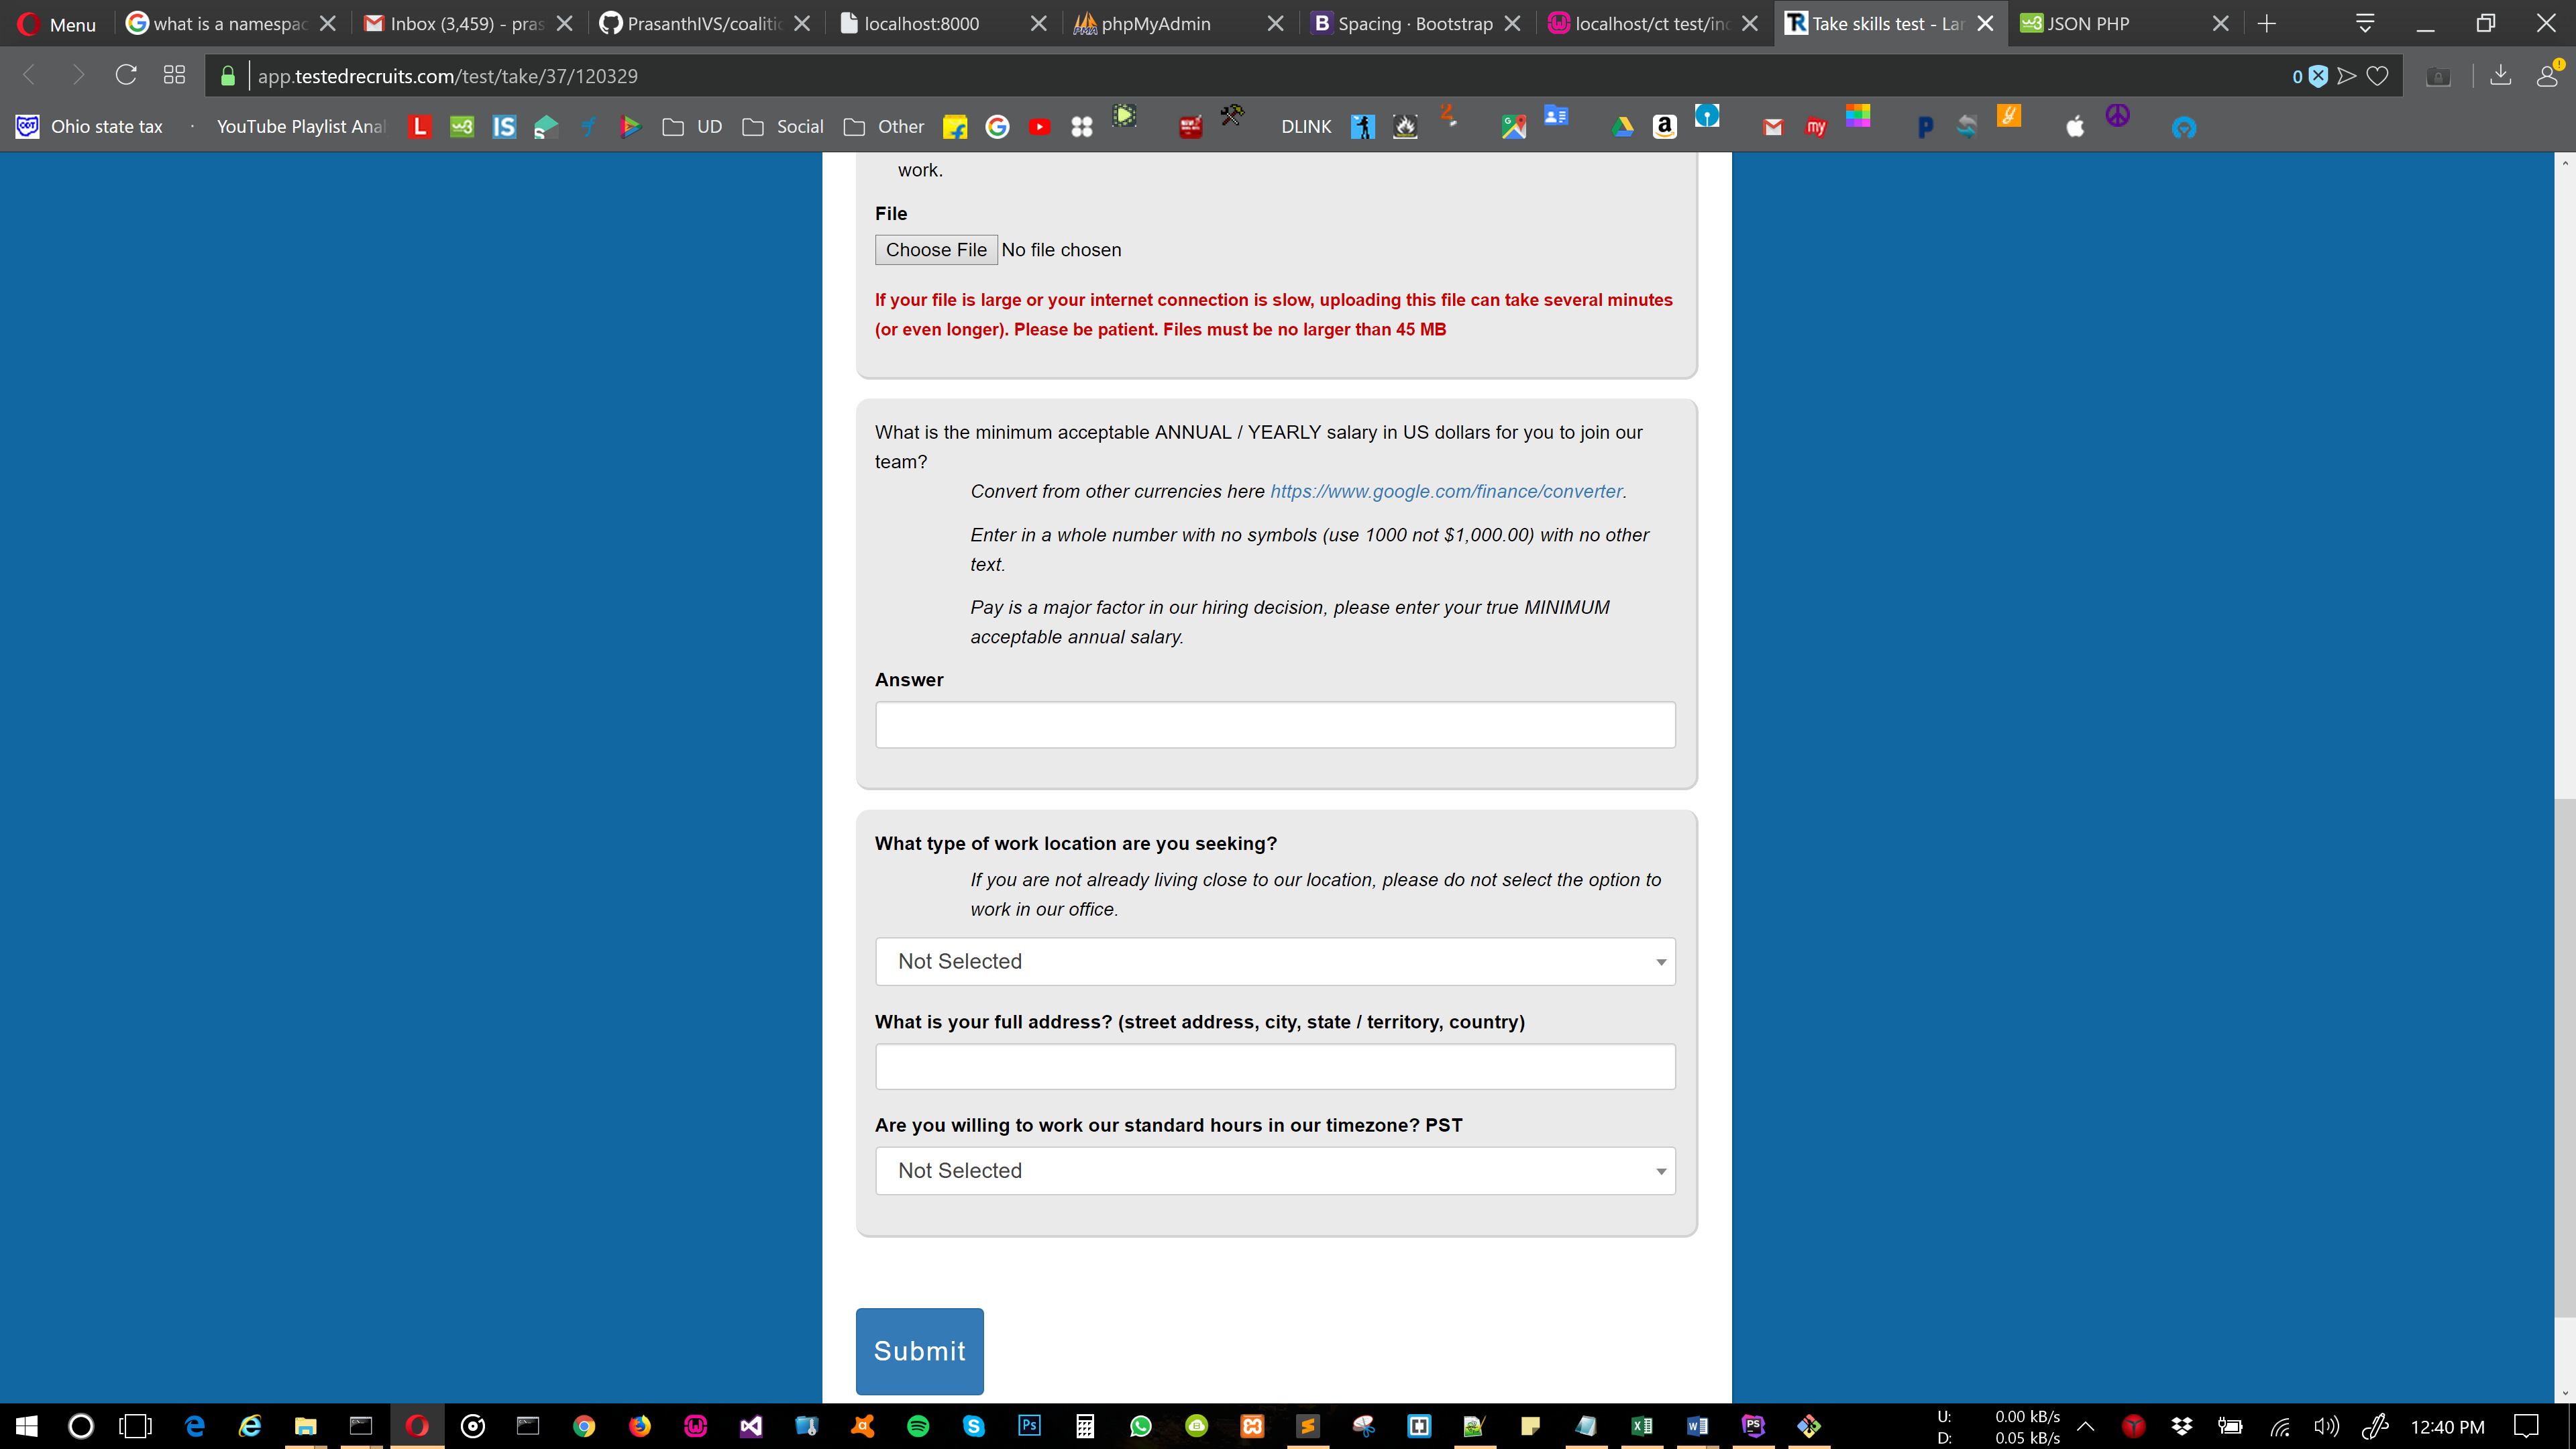 Menu
what is a namespac
Inbox (3,459) - pras
PrasanthIVS/coalitic
localhost:8000
phpMyAdmin
Spacing · Bootstrap
localhost/ct test/inc
Take skills test - Lar
JSON PHP
app.testedrecruits.com/test/take/37/120329
0
Ohio state tax
YouTube Playlist Anal
UD
Social
Other
DLINK
work.
File
Choose File No file chosen
If your file is large or your internet connection is slow, uploading this file can take several minutes
(or even longer). Please be patient. Files must be no larger than 45 MB
What is the minimum acceptable ANNUAL / YEARLY salary in US dollars for you to join our
team?
Convert from other currencies here https://www.google.com/finance/converter.
Enter in a whole number with no symbols (use 1000 not $1,000.00) with no other
text.
Pay is a major factor in our hiring decision, please enter your true MINIMUM
acceptable annual salary.
Answer
What type of work location are you seeking?
If you are not already living close to our location, please do not select the option to
work in our office.
Not Selected
What is your full address? (street address, city, state / territory, country)
Are you willing to work our standard hours in our timezone? PST
Not Selected
Submit
U: 0.00 kB/s
D: 0.05 kB/s
12:40 PM